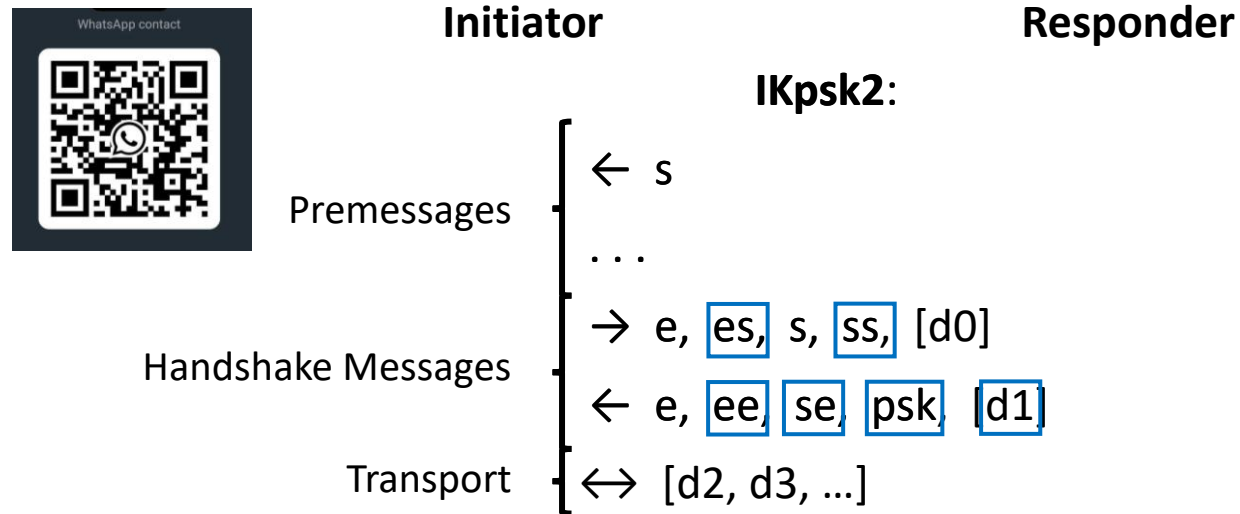 WhatsApp contact
Initiator Responder
IKpsk2:
Premessages
← s
. . .
Handshake Messages
→ e, es, s, ss, [d0]
← e, ee, se, psk, [d1]
Transport
↔ [d2, d3, …]